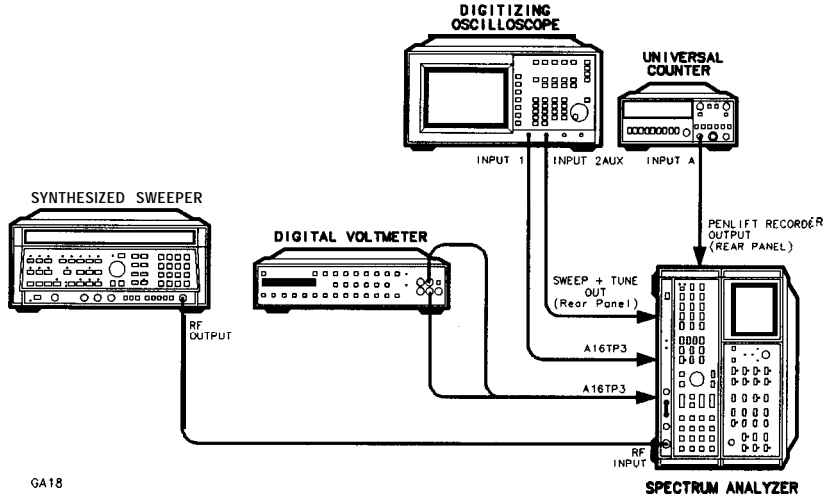 DIGITIZING
OSCILLOSCOPE
UNIVERSAL
COUNTER
INPUT 1
INPUT 2AUX
INPUT A
SYNTHESIZED SWEEPER
DIGITAL VOLTMETER
PENLIFT RECORDER
OUTPUT
(REAR PANEL)
SWEEP + TUNE
OUT
(Rear Panel)
RF
OUTPUT
A16TP3
A16TP3
RF
INPUT
GA18
SPECTRUM ANALYZER